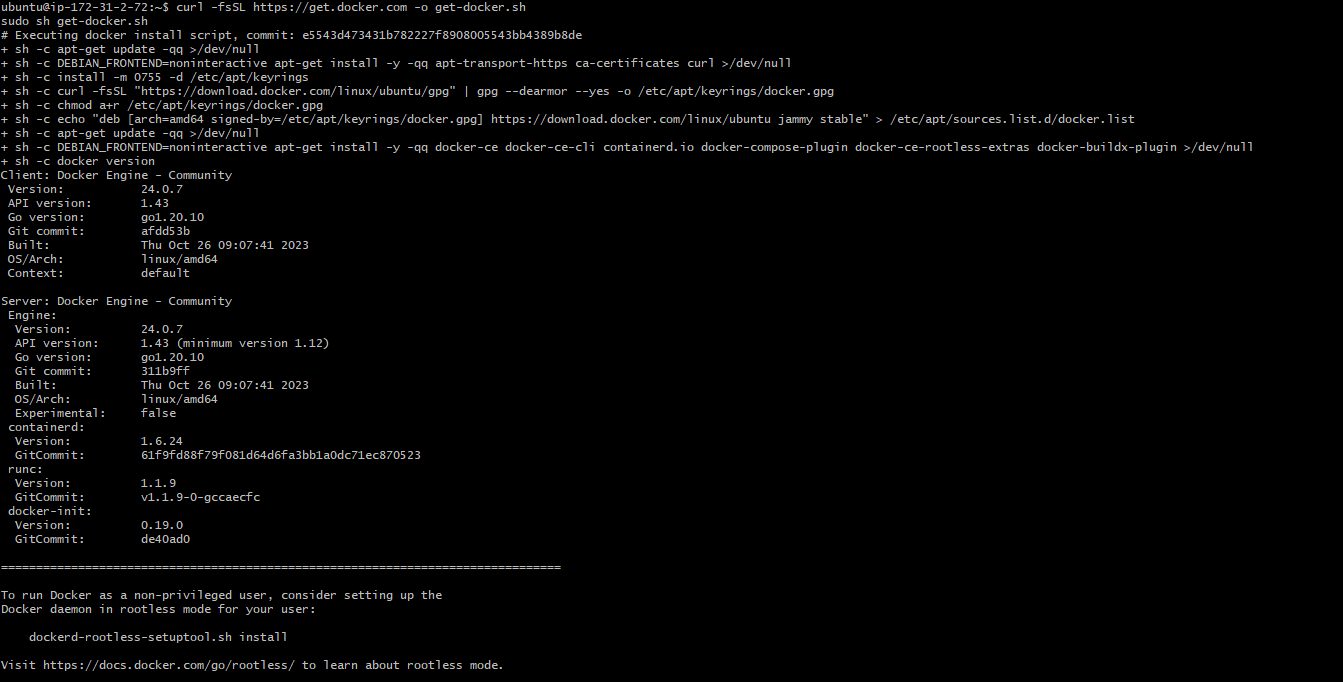 ubuntu@ip-172-31-2-72:~$ curl -fsSL https://get.docker.com -o get-docker.sh
sudo sh get-docker.sh
# Executing docker install script, commit: e5543d473431b782227f8908005543bb4389b8de
+ sh -c apt-get update -qq >/dev/null
+ sh -c DEBIAN_FRONTEND=noninteractive apt-get install -y -qq apt-transport-https ca-certificates curl >/dev/null
+ sh -c install -m 0755 -d /etc/apt/keyrings
+ sh -c curl -fsSL "https://download.docker.com/linux/ubuntu/gpg" | gpg --dearmor --yes -o /etc/apt/keyrings/docker.gpg
+ sh -c chmod a+r /etc/apt/keyrings/docker.gpg
+ sh -c echo "deb [arch=amd64 signed-by=/etc/apt/keyrings/docker.gpg] https://download.docker.com/linux/ubuntu jammy stable" > /etc/apt/sources.list.d/docker.list
+ sh -c apt-get update -qq >/dev/null
+ sh -c DEBIAN_FRONTEND=noninteractive apt-get install -y -qq docker-ce docker-ce-cli containerd.io docker-compose-plugin docker-ce-rootless-extras docker-buildx-plugin >/dev/null
+ sh -c docker version
Client: Docker Engine - Community
 Version:           24.0.7
 API version:       1.43
 Go version:        go1.20.10
 Git commit:        afdd53b
 Built:             Thu Oct 26 09:07:41 2023
 OS/Arch:           linux/amd64
 Context:           default

Server: Docker Engine - Community
 Engine:
  Version:          24.0.7
  API version:      1.43 (minimum version 1.12)
  Go version:       go1.20.10
  Git commit:       311b9ff
  Built:            Thu Oct 26 09:07:41 2023
  OS/Arch:          linux/amd64
  Experimental:     false
 containerd:
  Version:          1.6.24
  GitCommit:        61f9fd88f79f081d64d6fa3bb1a0dc71ec870523
 runc:
  Version:          1.1.9
  GitCommit:        v1.1.9-0-gccaecfc
 docker-init:
  Version:          0.19.0
  GitCommit:        de40ad0

================================================================================

To run Docker as a non-privileged user, consider setting up the
Docker daemon in rootless mode for your user:

    dockerd-rootless-setuptool.sh install

Visit https://docs.docker.com/go/rootless/ to learn about rootless mode.